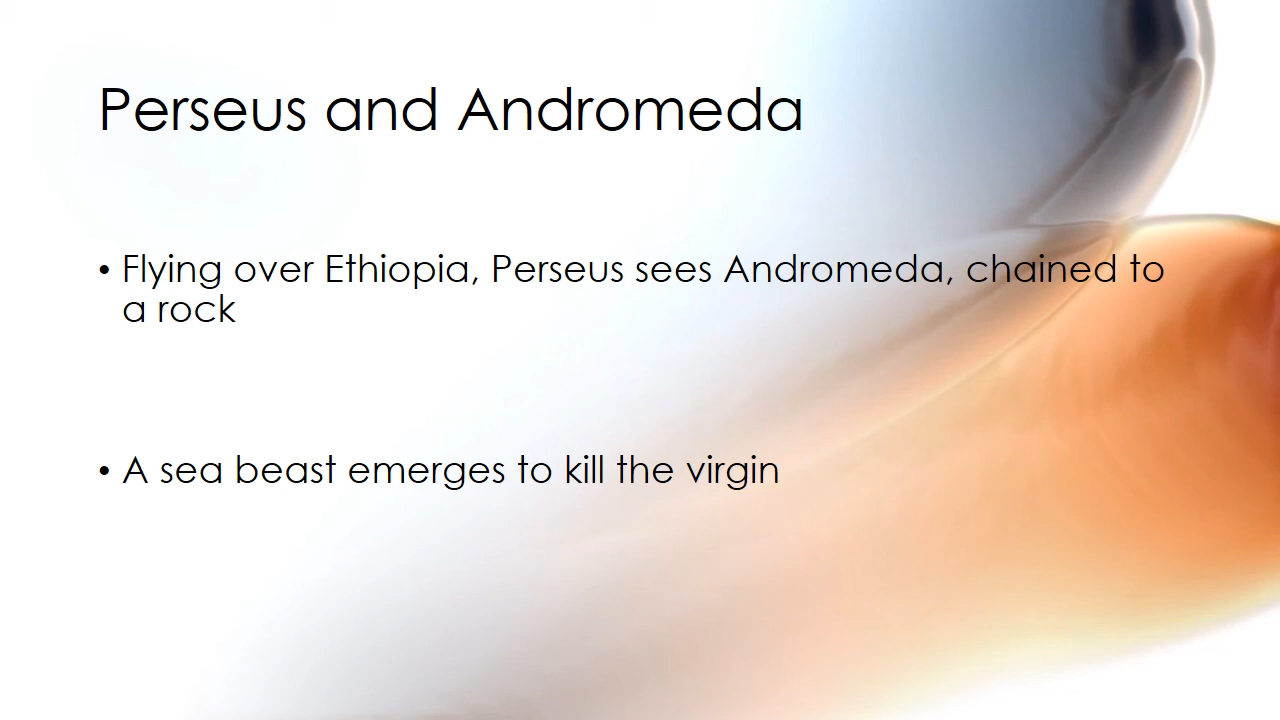 Perseus and Andromeda
• Flying over Ethiopia, Perseus sees Andromeda, chained to
a rock
• A sea beast emerges to kill the virgin